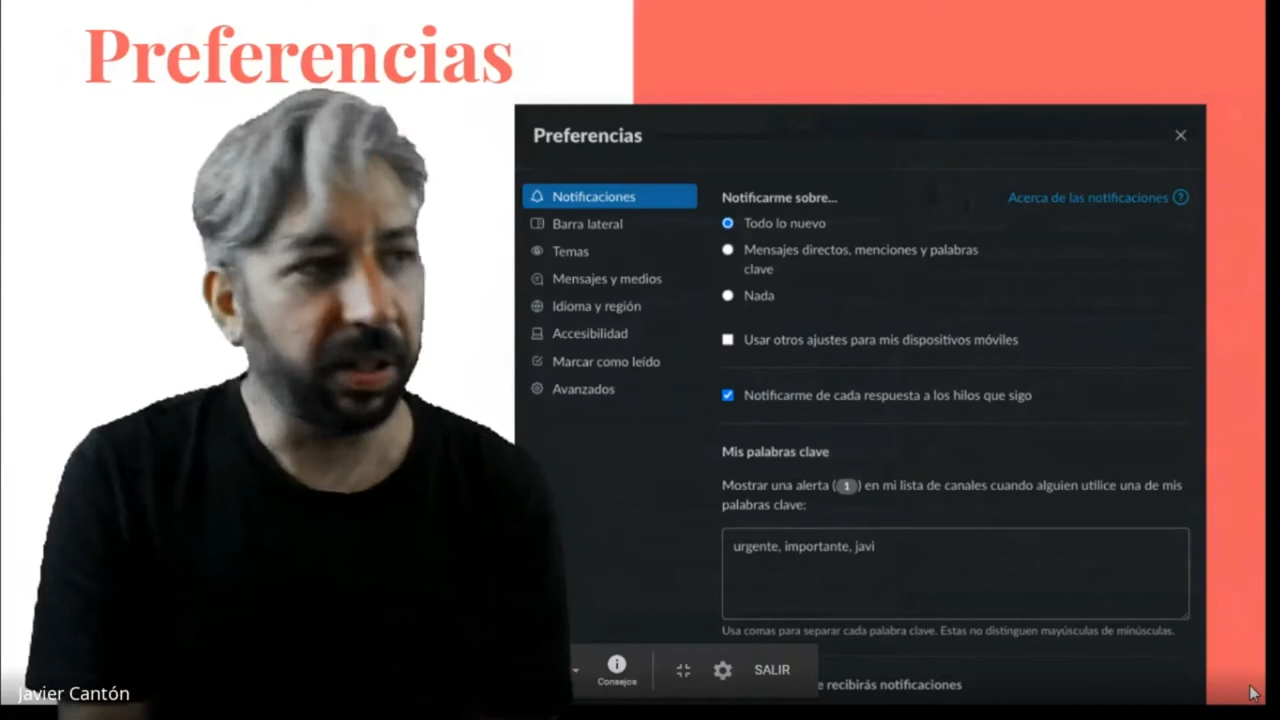 Preferencias
Preferencias
Notificaciones
Barra lateral
Temas
Mensajes y medios
Idioma y región
Accesibilidad
Marcar como leído
Avanzados
Notificarme sobre...
Acerca de las notificaciones ?
Todo lo nuevo
Mensajes directos, menciones y palabras
clave
Nada
Usar otros ajustes para mis dispositivos móviles
Notificarme de cada respuesta a los hilos que sigo
Mis palabras clave
Mostrar una alerta (1) en mi lista de canales cuando alguien utilice una de mis
palabras clave:
urgente, importante, javi
Usa comas para separar cada palabra clave. Estas no distinguen mayúsculas de minúsculas.
e recibirás notificaciones
Consejos
SALIR
Javier Cantón